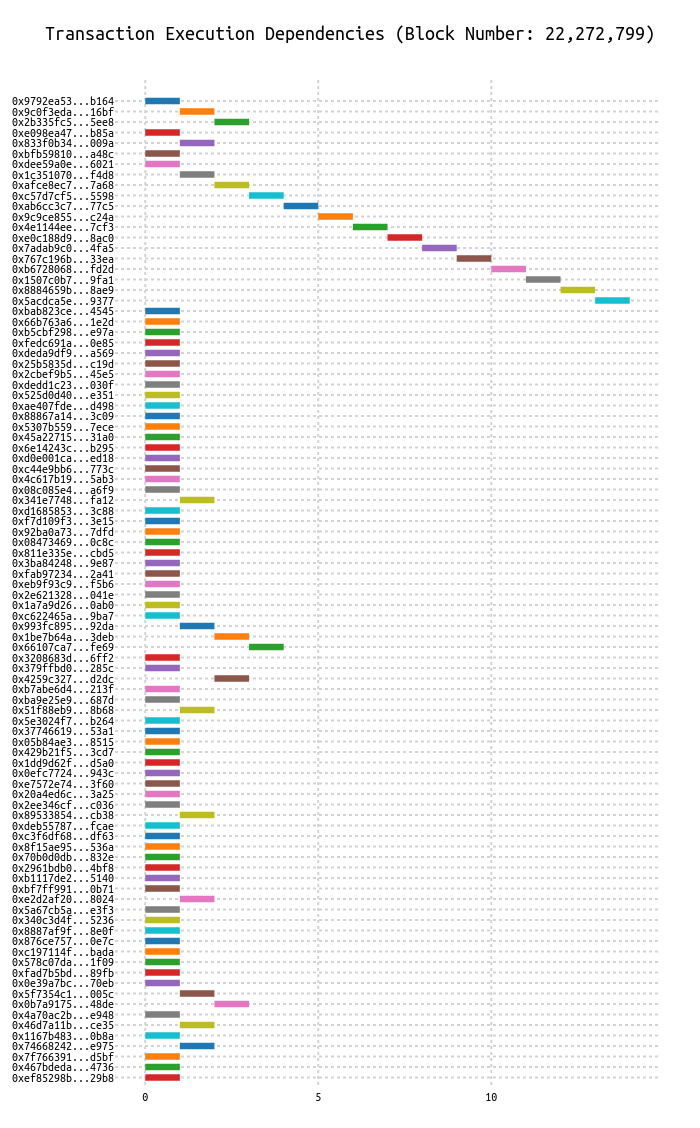 Transaction Execution Dependencies (Block Number: 22,272,799)
0x9792ea53...b164
0x9c0f3eda...16bf
0x2b335fc5...5ee8
0xe098ea47...b85a
0x833f0b34...009a
0xbfb59810...a48c
0xdee59a0e...6021
0x1c351070...f4d8
0xafce8ec7...7a68
0xc57d7cf5...5598
0xab6cc3c7...77c5
0x9c9ce855...c24a
0x4e1144ee...7cf3
0xe0c188d9...8ac0
0x7adab9c0...4fa5
0x767c196b...33ea
0xb6728068...fd2d
0x1507c0b7...9fa1
0x8884659b...8ae9
0x5acdca5e...9377
0xbab823ce...4545
0x66b763a6...1e2d
0xb5cbf298...e97a
0xfedc691a...0e85
0xdeda9df9...a569
0x25b5835d...c19d
0x2cbef9b5...45e5
0xdedd1c23...030f
0x525d0d40...e351
0xae407fde...d498
0x88867a14...3c09
0x5307b559...7ece
0x45a22715...31a0
0x6e14243c...b295
0xd0e001ca...ed18
0xc44e9bb6...773c
0x4c617b19...5ab3
0x08c085e4...a6f9
0x341e7748...fa12
0xd1685853...3c88
0xf7d109f3...3e15
0x92ba0a73...7dfd
0x08473469...0c8c
0x811e335e...cbd5
0x3ba84248...9e87
0xfab97234...2a41
0xeb9f93c9...f5b6
0x2e621328...041e
0x1a7a9d26...0ab0
0xc622465a...9ba7
0x993fc895...92da
0x1be7b64a...3deb
0x66107ca7...fe69
0x3208683d...6ff2
0x379ffbd0...285c
0x4259c327...d2dc
0xb7abe6d4...213f
0xba9e25e9...687d
0x51f88eb9...8b68
0x5e3024f7...b264
0x37746619...53a1
0x05b84ae3...8515
0x429b21f5...3cd7
0x1dd9d62f...d5a0
0x0efc7724...943c
0xe7572e74...3f60
0x20a4ed6c...3a25
0x2ee346cf...c036
0x89533854...cb38
0xdeb55787...fcae
0xc3f6df68...df63
0x8f15ae95...536a
0x70b0d0db...832e
0x2961bdb0...4bf8
0xb1117de2...5140
0xbf7ff991...0b71
0xe2d2af20...8024
0x5a67cb5a...e3f3
0x340c3d4f...5236
0x8887af9f...8e0f
0x876ce757...0e7c
0xc197114f...bada
0x578c07da...1f09
0xfad7b5bd...89fb
0x0e39a7bc...70eb
0x5f7354c1...005c
0x0b7a9175...48de
0x4a70ac2b...e948
0x46d7a11b...ce35
0x1167b483...0b8a
0x74668242...e975
0x7f766391...d5bf
0x467bdeda...4736
0xef85298b...29b8
0 5 10